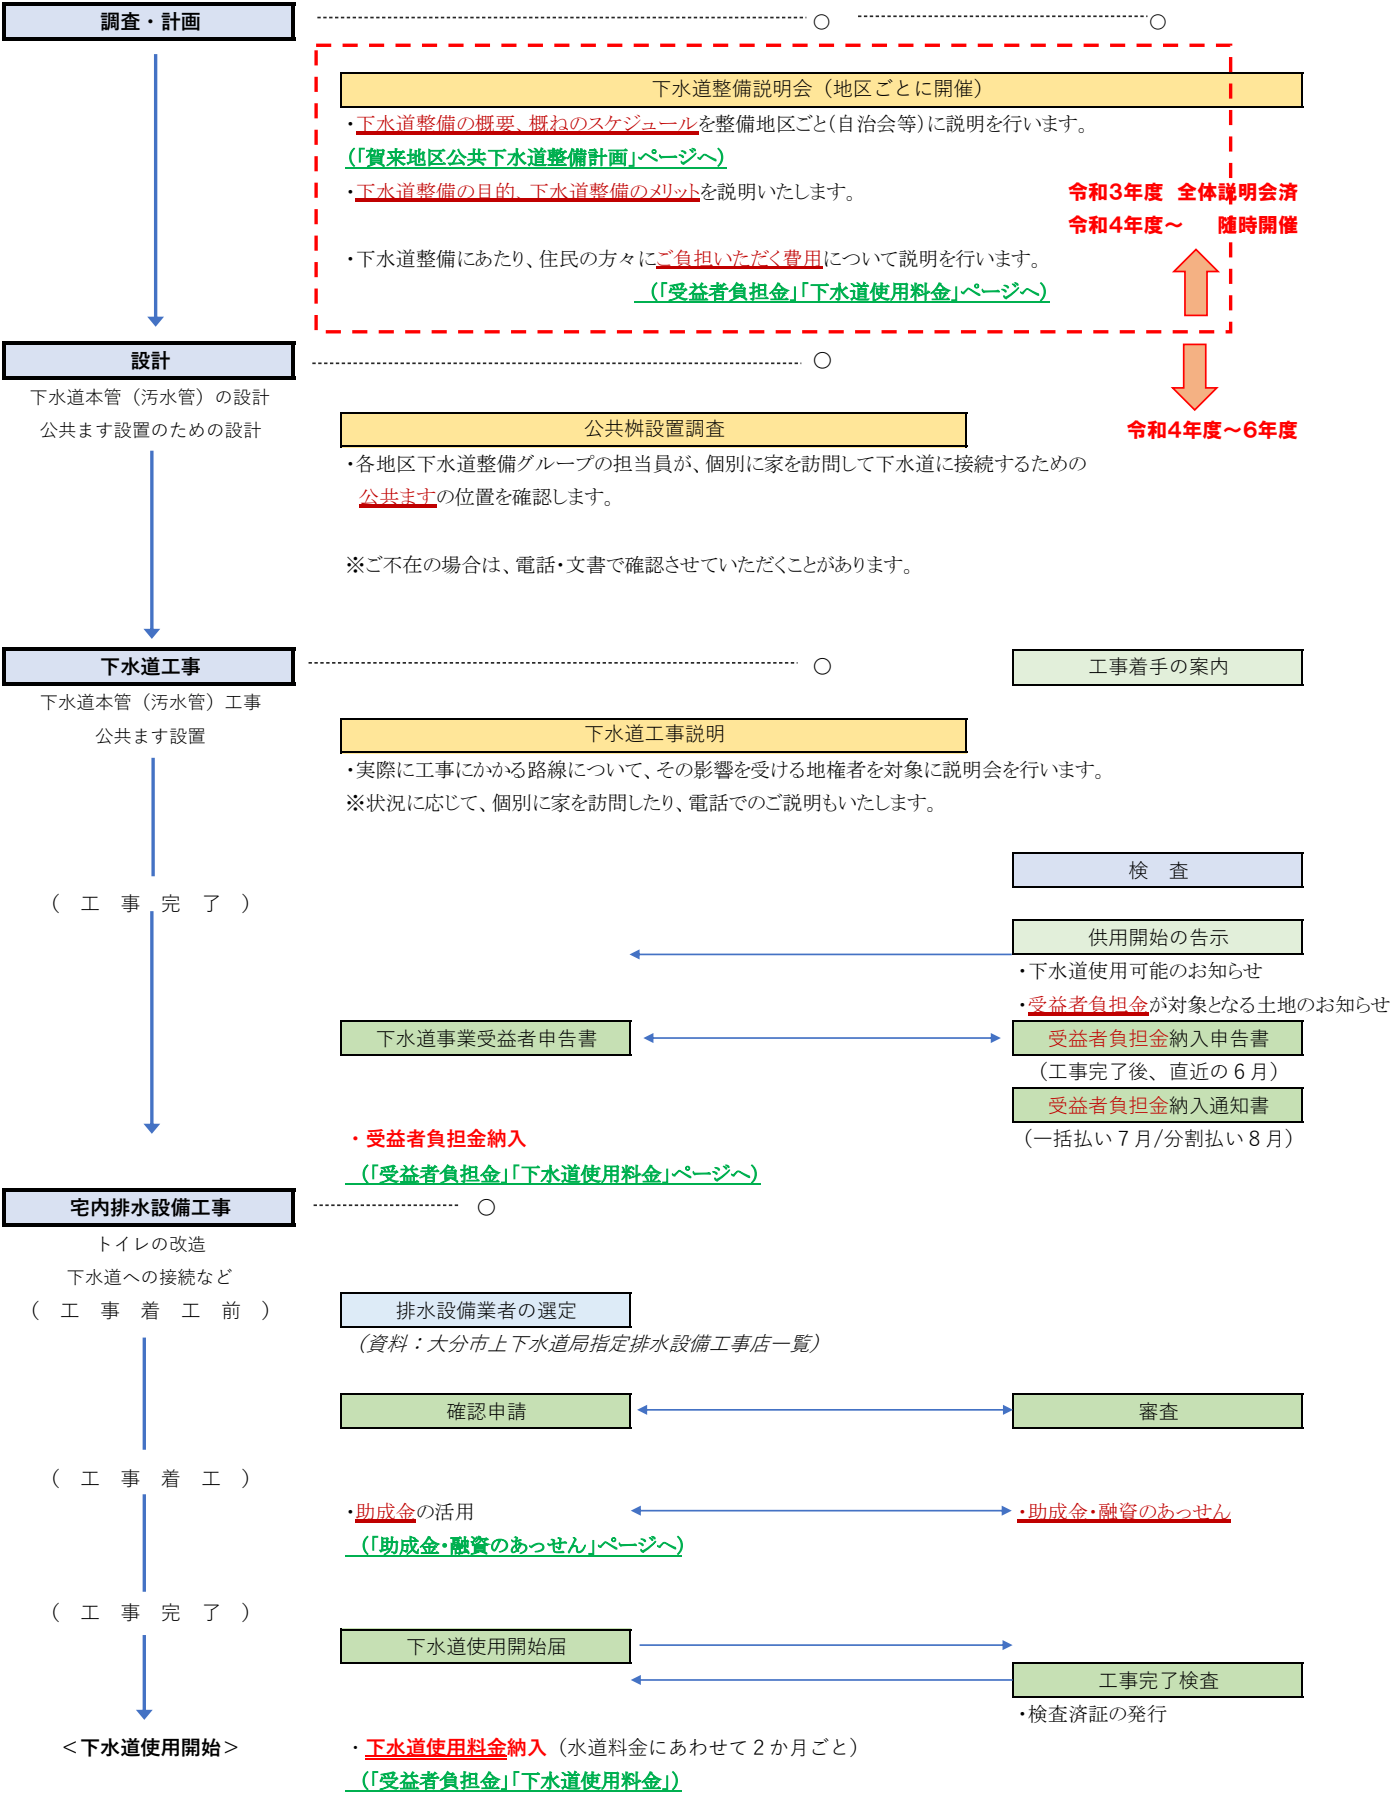 調査・計画
○ ○
下水道整備説明会（地区ごとに開催）
・下水道整備の概要、概ねのスケジュールを整備地区ごと(自治会等)に説明を行います。
(「賀来地区公共下水道整備計画」ページへ)
・下水道整備の目的、下水道整備のメリットを説明いたします。
令和3年度 全体説明会済
令和4年度～ 随時開催
・下水道整備にあたり、住民の方々にご負担いただく費用について説明を行います。
(「受益者負担金」「下水道使用料金」ページへ)
設計
○
下水道本管（汚水管）の設計
公共ます設置のための設計
令和4年度～6年度
公共桝設置調査
・各地区下水道整備グループの担当員が、個別に家を訪問して下水道に接続するための
公共ますの位置を確認します。
※ご不在の場合は、電話・文書で確認させていただくことがあります。
下水道工事
○
工事着手の案内
下水道本管（汚水管）工事
公共ます設置
下水道工事説明
・実際に工事にかかる路線について、その影響を受ける地権者を対象に説明会を行います。
※状況に応じて、個別に家を訪問したり、電話でのご説明もいたします。
検　査
（　工　事　完　了　）
供用開始の告示
・下水道使用可能のお知らせ
・受益者負担金が対象となる土地のお知らせ
下水道事業受益者申告書
受益者負担金納入申告書
（工事完了後、直近の６月）
受益者負担金納入通知書
（一括払い７月/分割払い８月）
・受益者負担金納入
(「受益者負担金」「下水道使用料金」ページへ)
宅内排水設備工事
○
トイレの改造
下水道への接続など
（　工　事　着　工　前　）
排水設備業者の選定
（資料：大分市上下水道局指定排水設備工事店一覧）
確認申請
審査
（　工　事　着　工　）
・助成金の活用
・助成金・融資のあっせん
(「助成金・融資のあっせん」ページへ)
（　工　事　完　了　）
下水道使用開始届
工事完了検査
・検査済証の発行
＜下水道使用開始＞
・下水道使用料金納入（水道料金にあわせて２か月ごと）
(「受益者負担金」「下水道使用料金」)